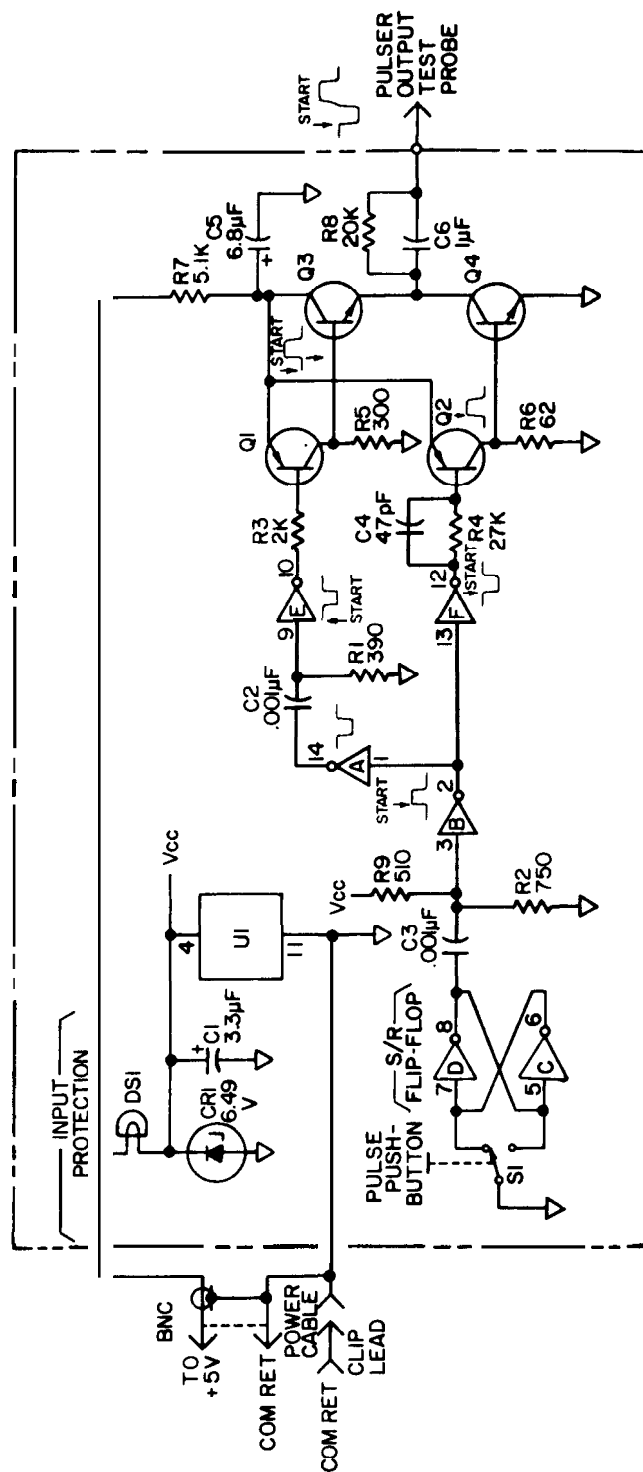 INPUT
PROTECTION
DS1
BNC
TO
+5V
COM RET
POWER
CABLE
COM RET
CLIP
LEAD
CR1
6.49
V
+
C1
3.3µF
4
U1
11
Vcc
PULSE
PUSH-
BUTTON
S1
S/R
FLIP-FLOP
7
D
8
5
C
6
C3
.001µF
Vcc
R9
510
R2
750
3
B
2
START
1
A
14
C2
.001µF
R1
390
9
E
10
START
13
F
12
START
R3
2K
C4
47pF
R4
27K
Q1
R5
300
Q2
R6
62
START
R7
5.1K
+
C5
6.8µF
Q3
R8
20K
C6
1µF
Q4
START
PULSER
OUTPUT
TEST
PROBE